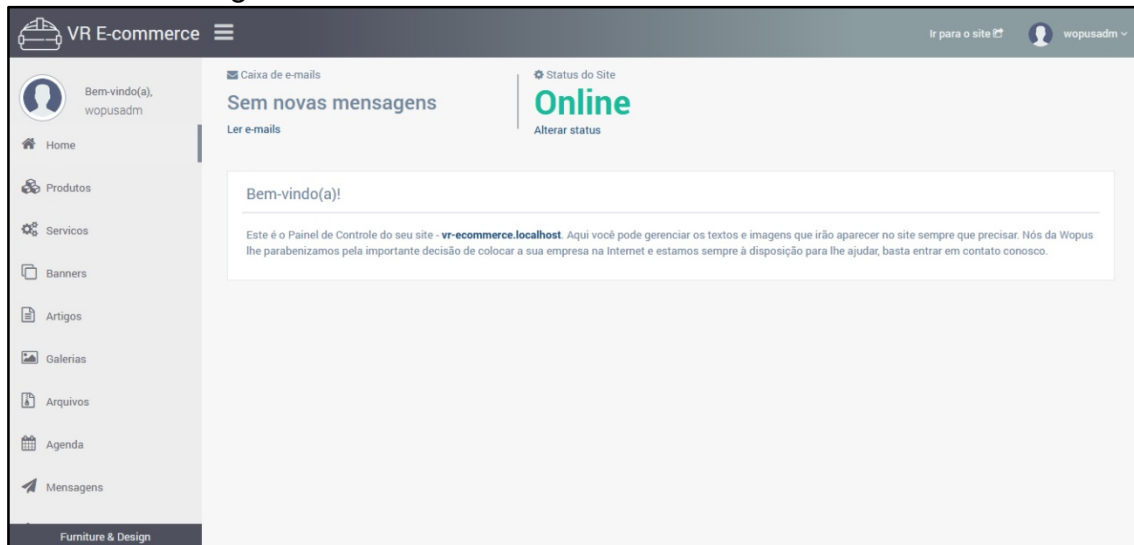 VR E-commerce
Ir para o site
wopusadm
Bem-vindo(a),
wopusadm
Home
Produtos
Servicos
Banners
Artigos
Galerias
Arquivos
Agenda
Mensagens
Furniture & Design
Caixa de e-mails
Sem novas mensagens
Ler e-mails
Status do Site
Online
Alterar status
Bem-vindo(a)!
Este é o Painel de Controle do seu site - vr-ecommerce.localhost. Aqui você pode gerenciar os textos e imagens que irão aparecer no site sempre que precisar. Nós da Wopus
lhe parabenizamos pela importante decisão de colocar a sua empresa na Internet e estamos sempre à disposição para lhe ajudar, basta entrar em contato conosco.